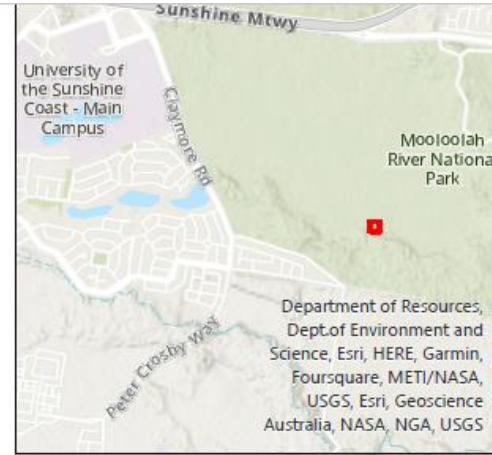 Sunshine Mtwy
University of
the Sunshine
Coast - Main
Campus
Claymore Rd
Mooloolah
River Nationa
Park
Peter Crosby Way
Department of Resources,
Dept.of Environment and
Science, Esri, HERE, Garmin,
Foursquare, METI/NASA,
USGS, Esri, Geoscience
Australia, NASA, NGA, USGS